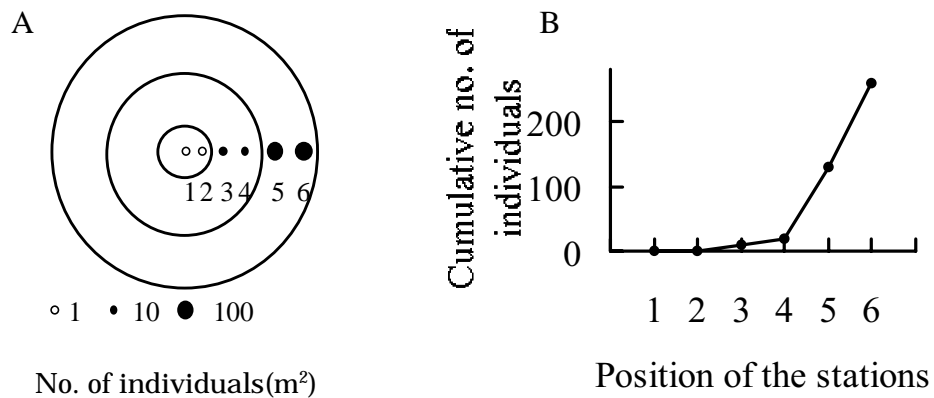 A
1 2 3 4 5 6
1 10 100
No. of individuals(m²)
B
Cumulative no. of
individuals
200
100
0
1 2 3 4 5 6
Position of the stations